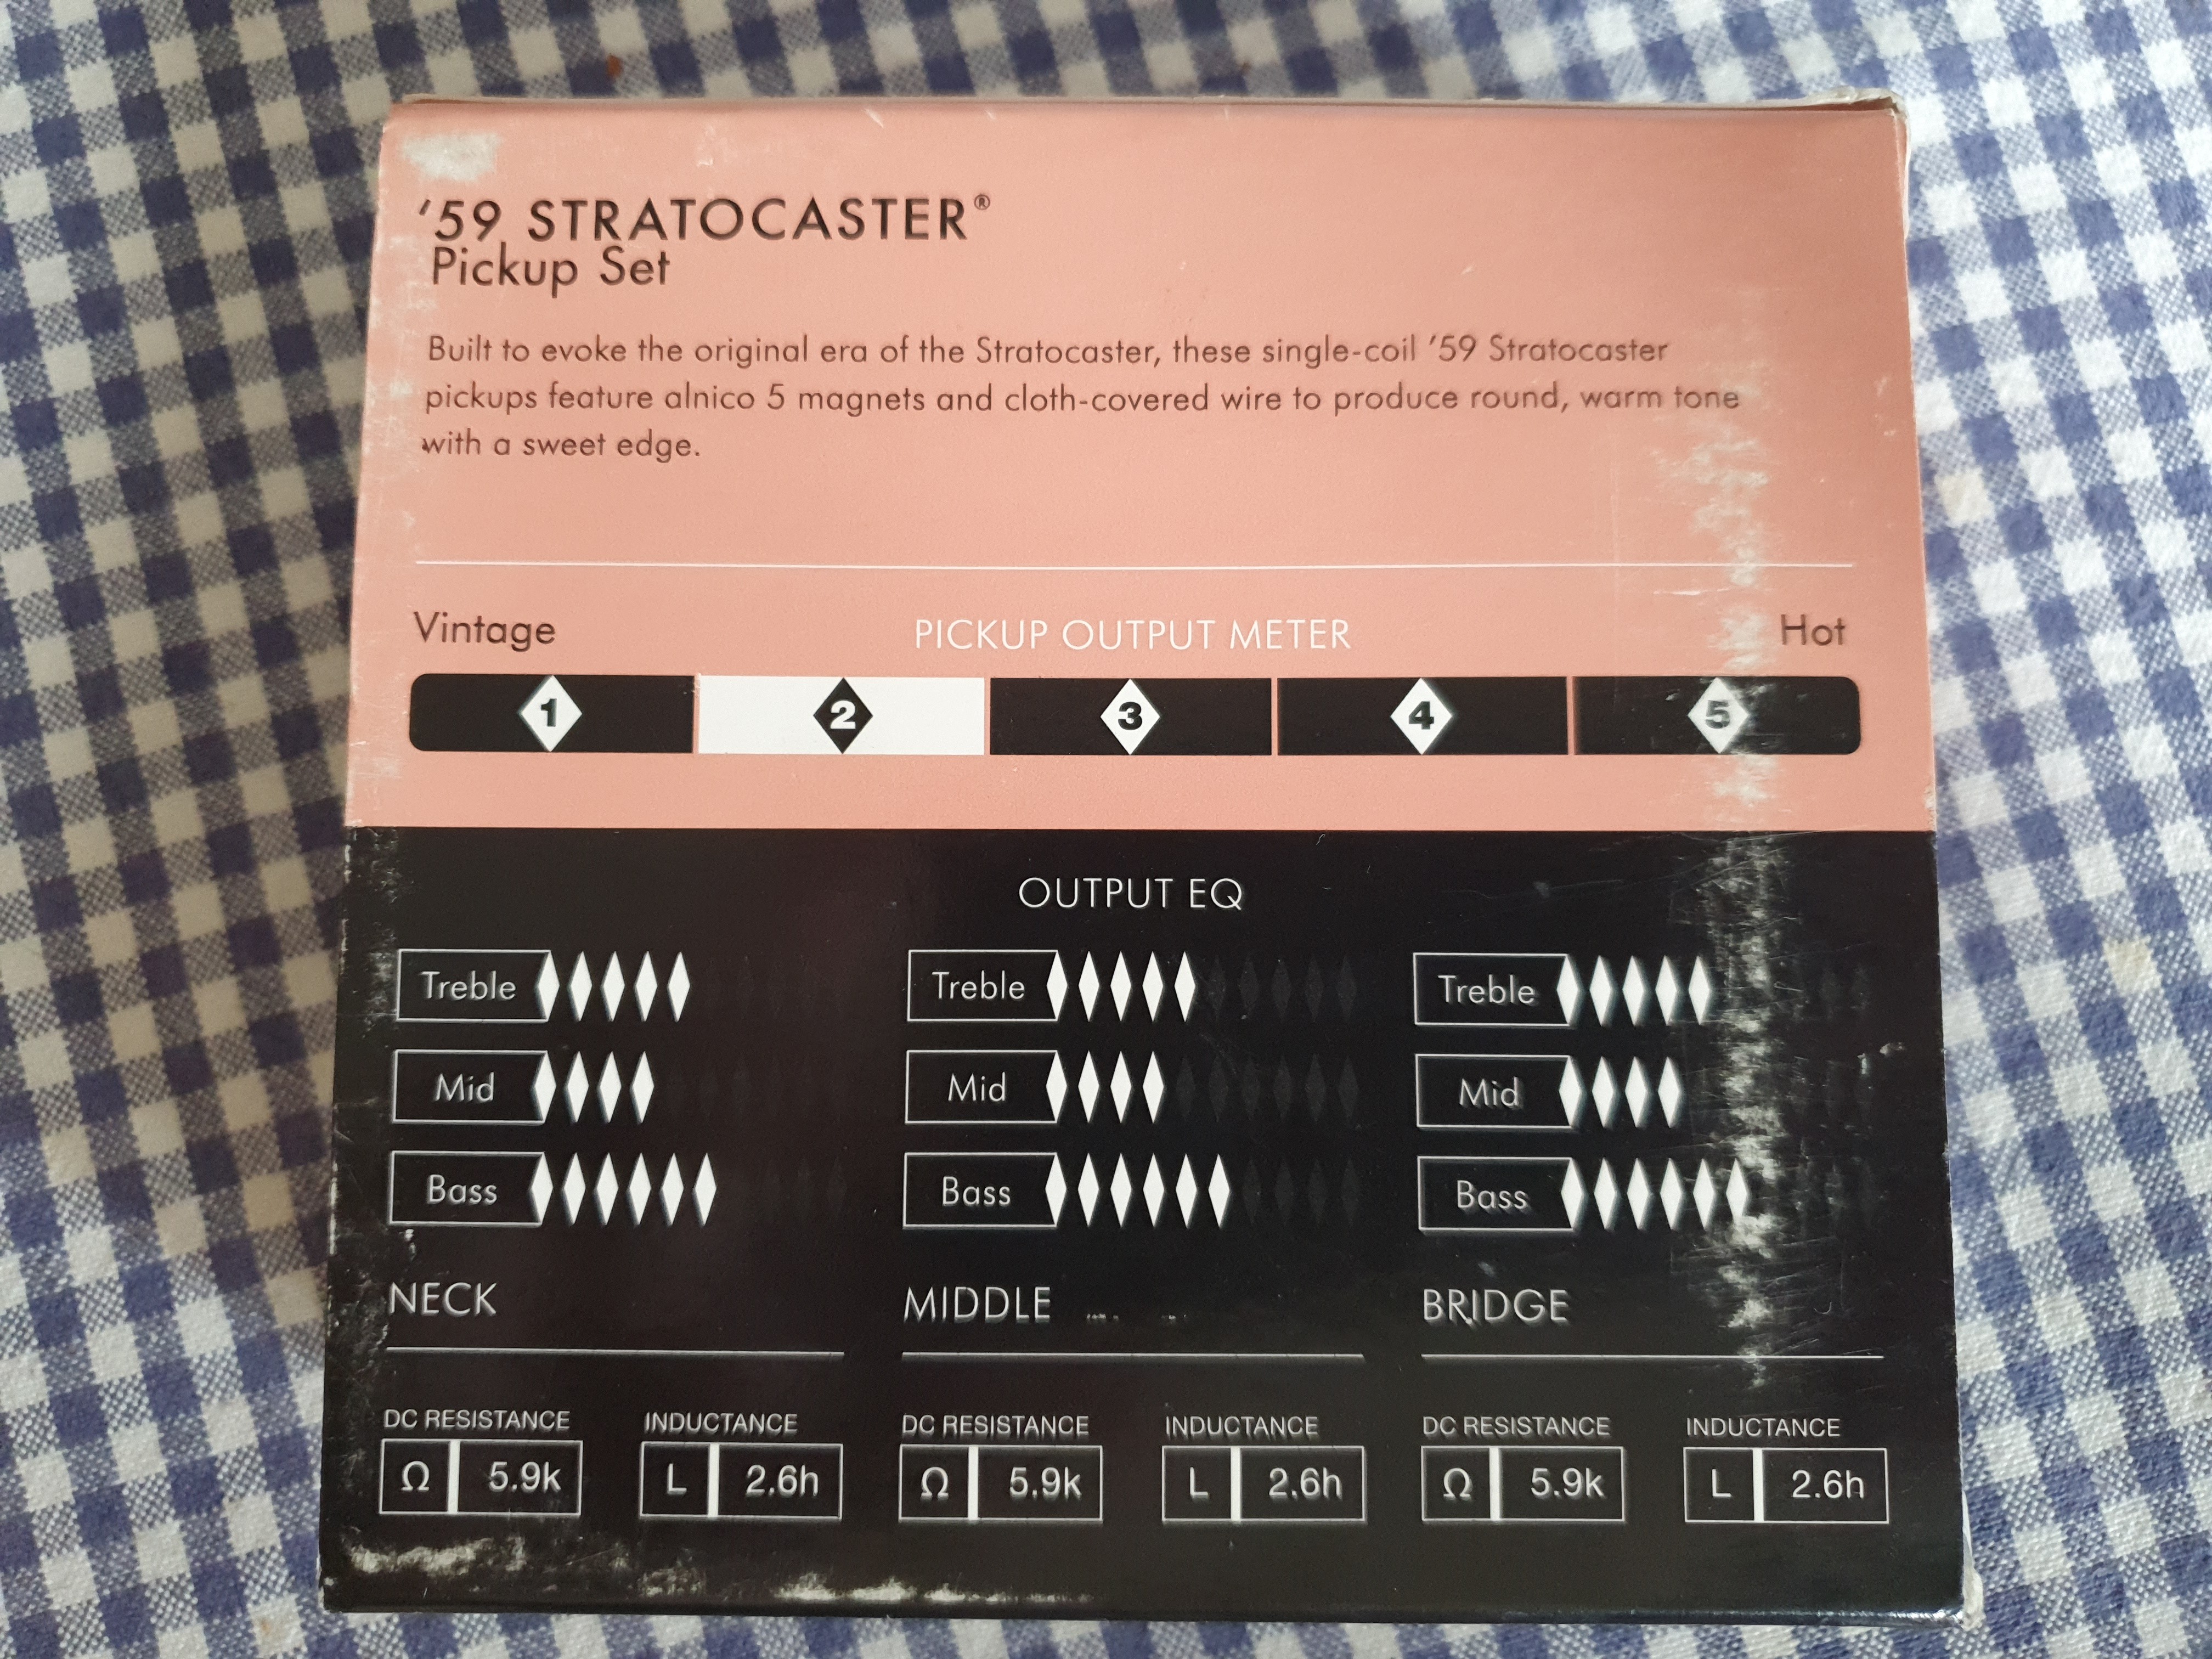 '59 STRATOCASTER®
Pickup Set
Built to evoke the original era of the Stratocaster, these single-coil '59 Stratocaster
pickups feature alnico 5 magnets and cloth-covered wire to produce round, warm tone
with a sweet edge.
Vintage PICKUP OUTPUT METER Hot
1 2 3 4 5
OUTPUT EQ
Treble Treble Treble
Mid Mid Mid
Bass Bass Bass
NECK MIDDLE BRIDGE
DC RESISTANCE INDUCTANCE DC RESISTANCE INDUCTANCE DC RESISTANCE INDUCTANCE
Ω 5.9k L 2.6h Ω 5.9k L 2.6h Ω 5.9k L 2.6h